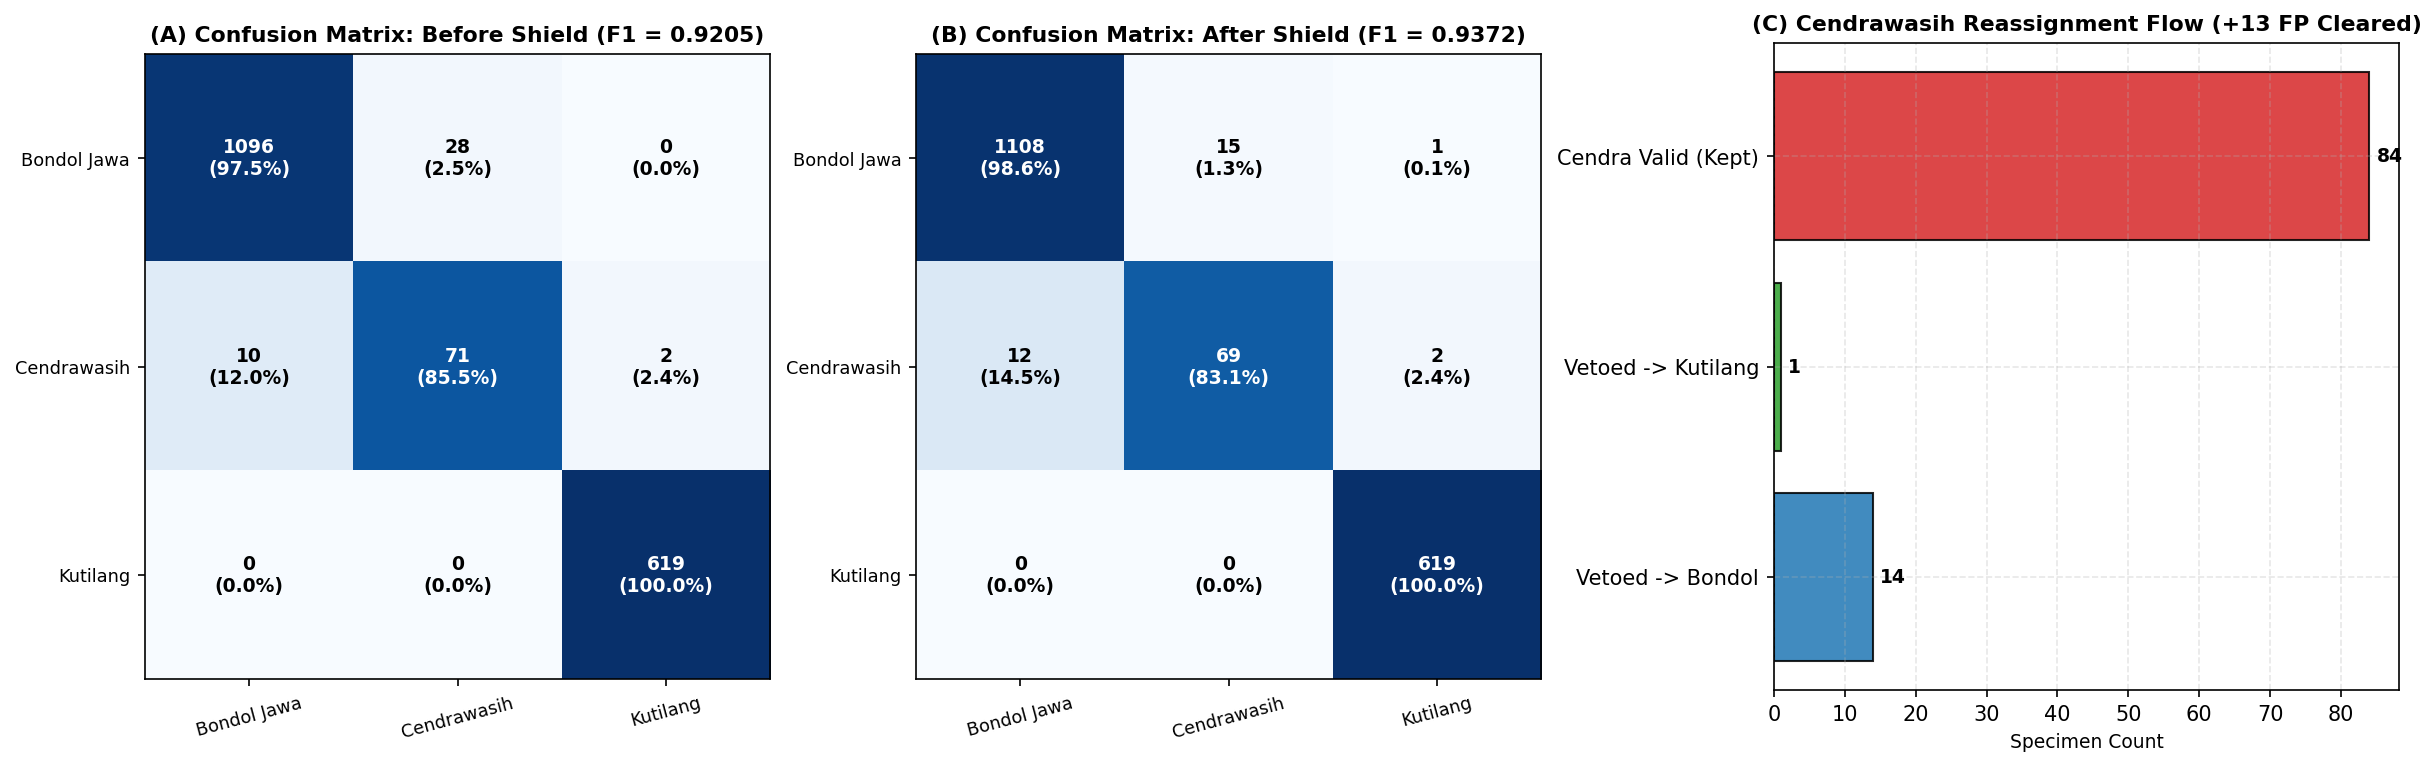 (A) Confusion Matrix: Before Shield (F1 = 0.9205)
Bondol Jawa
1096
(97.5%)
28
(2.5%)
0
(0.0%)
Cendrawasih
10
(12.0%)
71
(85.5%)
2
(2.4%)
Kutilang
0
(0.0%)
0
(0.0%)
619
(100.0%)
Bondol Jawa
Cendrawasih
Kutilang
(B) Confusion Matrix: After Shield (F1 = 0.9372)
Bondol Jawa
1108
(98.6%)
15
(1.3%)
1
(0.1%)
Cendrawasih
12
(14.5%)
69
(83.1%)
2
(2.4%)
Kutilang
0
(0.0%)
0
(0.0%)
619
(100.0%)
Bondol Jawa
Cendrawasih
Kutilang
(C) Cendrawasih Reassignment Flow (+13 FP Cleared)
Cendra Valid (Kept)
84
Vetoed -> Kutilang
1
Vetoed -> Bondol
14
0 10 20 30 40 50 60 70 80
Specimen Count